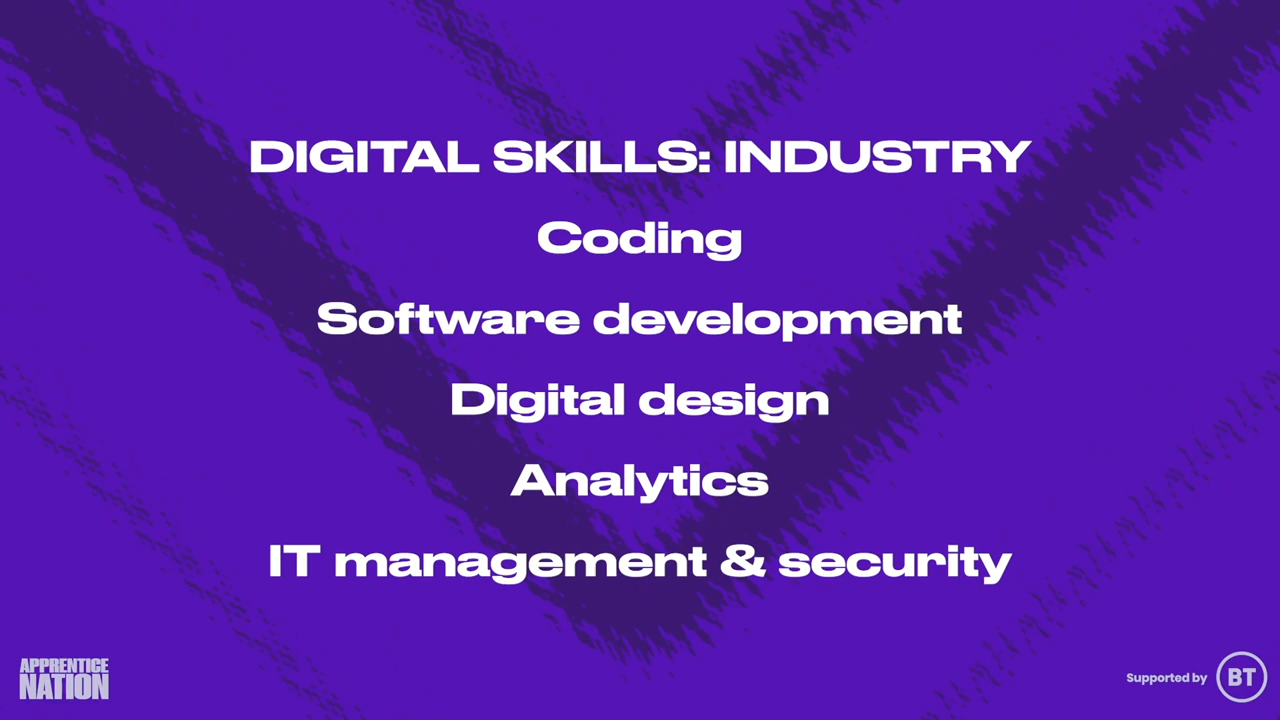 DIGITAL SKILLS: INDUSTRY
Coding
Software development
Digital design
Analytics
IT management & security
APPRENTICE
NATION
Supported by BT